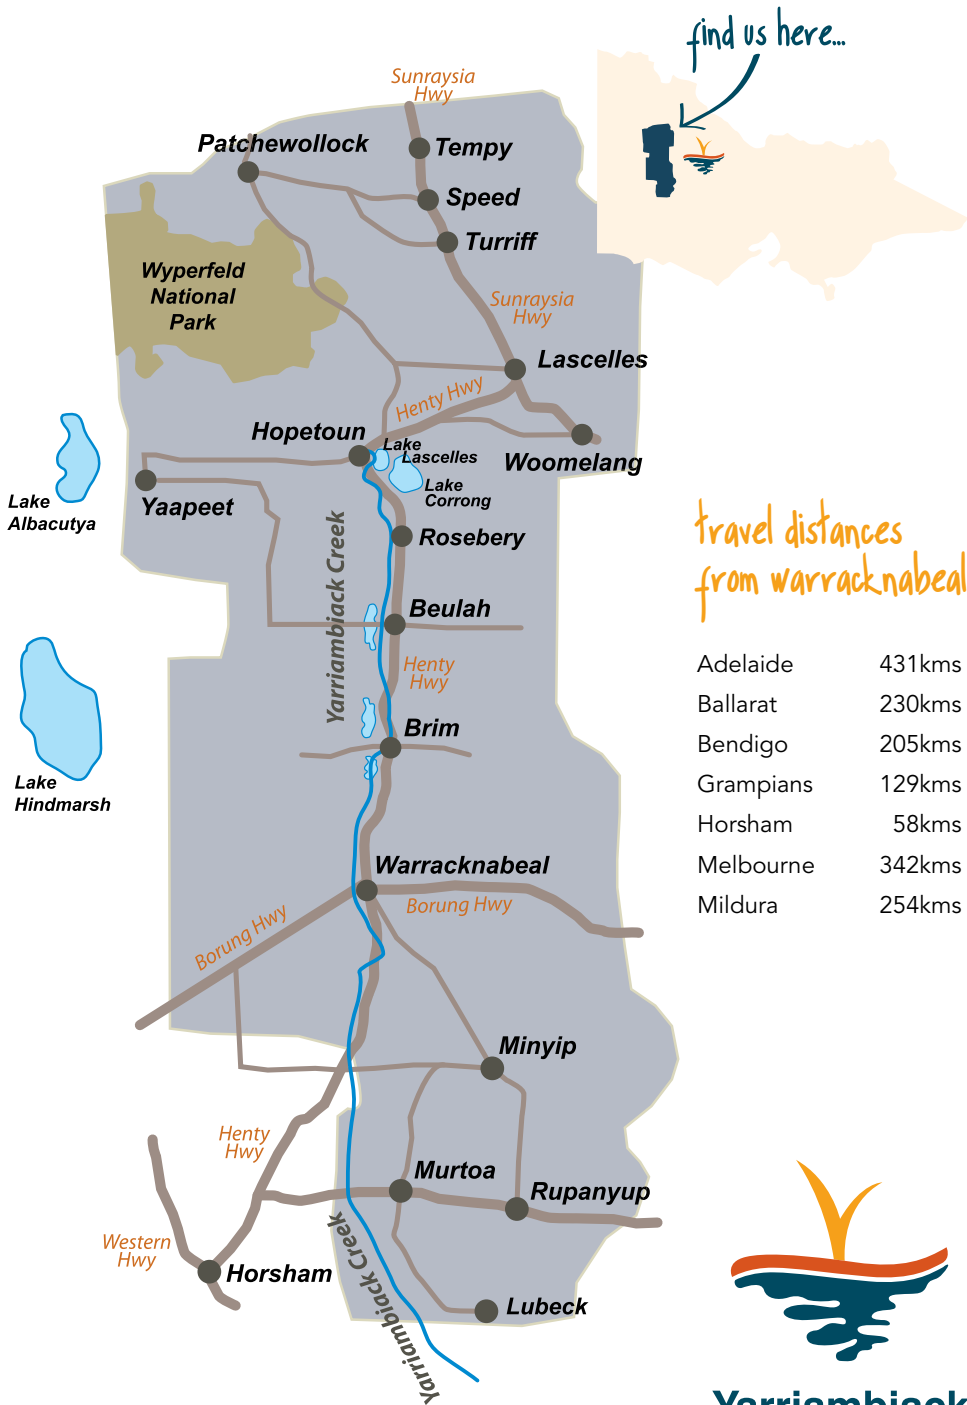 find us here...
Sunraysia
Hwy
Patchewollock
Tempy
Speed
Turriff
Wyperfeld
National
Park
Sunraysia
Hwy
Lascelles
Henty Hwy
Hopetoun
Lake
Lascelles
Woomelang
Lake
Corrong
Lake
Albacutya
Yaapeet
Rosebery
Yarriambiack Creek
Beulah
Henty
Hwy
Brim
Lake
Hindmarsh
travel distances
from warracknabeal
Adelaide 431kms
Ballarat 230kms
Bendigo 205kms
Grampians 129kms
Horsham 58kms
Melbourne 342kms
Mildura 254kms
Warracknabeal
Borung Hwy
Borung Hwy
Minyip
Henty
Hwy
Murtoa
Rupanyup
Western
Hwy
Horsham
Yarriambiack Creek
Lubeck
Yarriambiack